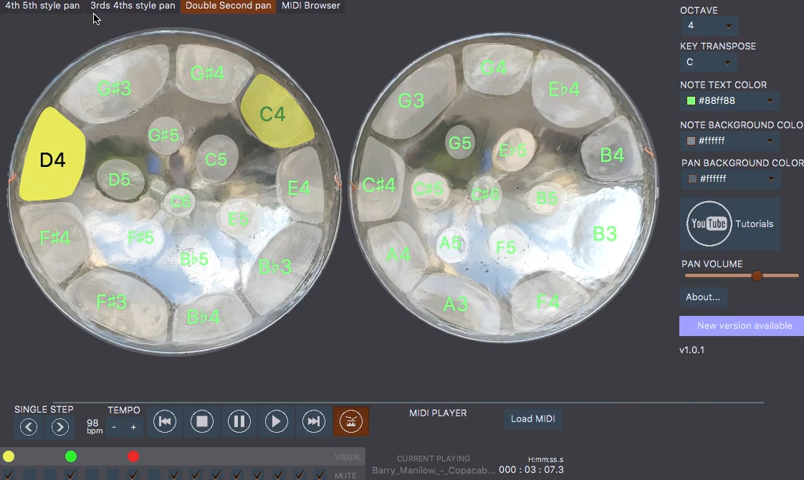 4th 5th style pan
3rds 4ths style pan
Double Second pan
MIDI Browser
G♯3
G♯4
C4
D4
G♯5
C5
D5
E4
E5
F♯4
F♯5
B♭5
B♭3
F♯3
B♭4
G4
G3
E♭4
G5
E♭5
B4
C♯4
C♯6
B5
B3
A4
A5
F5
A3
F4
OCTAVE
4
KEY TRANSPOSE
C
NOTE TEXT COLOR
#88ff88
NOTE BACKGROUND COLO
#ffffff
PAN BACKGROUND COLOR
#ffffff
YouTube
Tutorials
PAN VOLUME
About...
New version available
v1.0.1
SINGLE STEP
98
bpm
TEMPO
- +
MIDI PLAYER
Load MIDI
VISUAL
MUTE
CURRENT PLAYING
H:mm:ss.s
Barry_Manilow_-_Copacab...
000 : 03 : 07.3